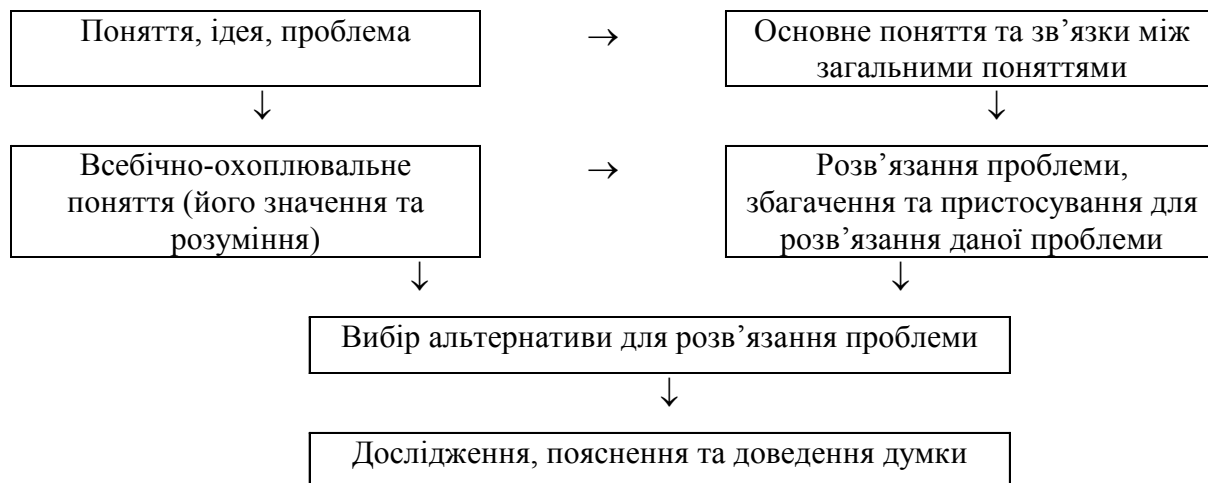 Поняття, ідея, проблема
→
Основне поняття та зв’язки між
загальними поняттями
↓
↓
Всебічно-охоплювальне
поняття (його значення та
розуміння)
→
Розв’язання проблеми,
збагачення та пристосування для
розв’язання даної проблеми
↓
↓
Вибір альтернативи для розв’язання проблеми
↓
Дослідження, пояснення та доведення думки